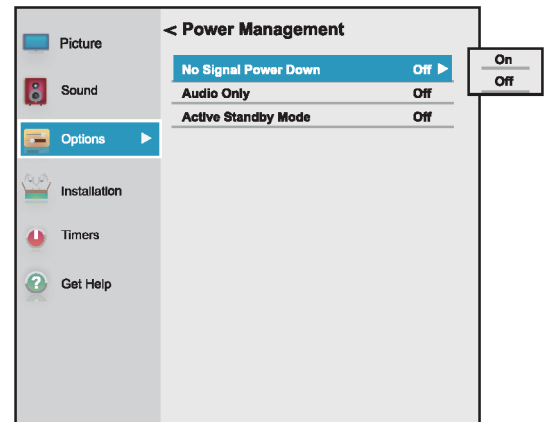 Picture
Sound
Options
Installation
Timers
Get Help
< Power Management
No Signal Power Down Off
Audio Only Off
Active Standby Mode Off
On
Off